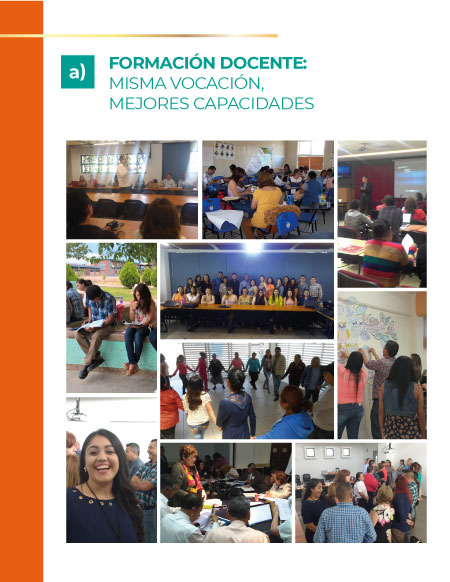 a)
FORMACIÓN DOCENTE:
MISMA VOCACIÓN,
MEJORES CAPACIDADES